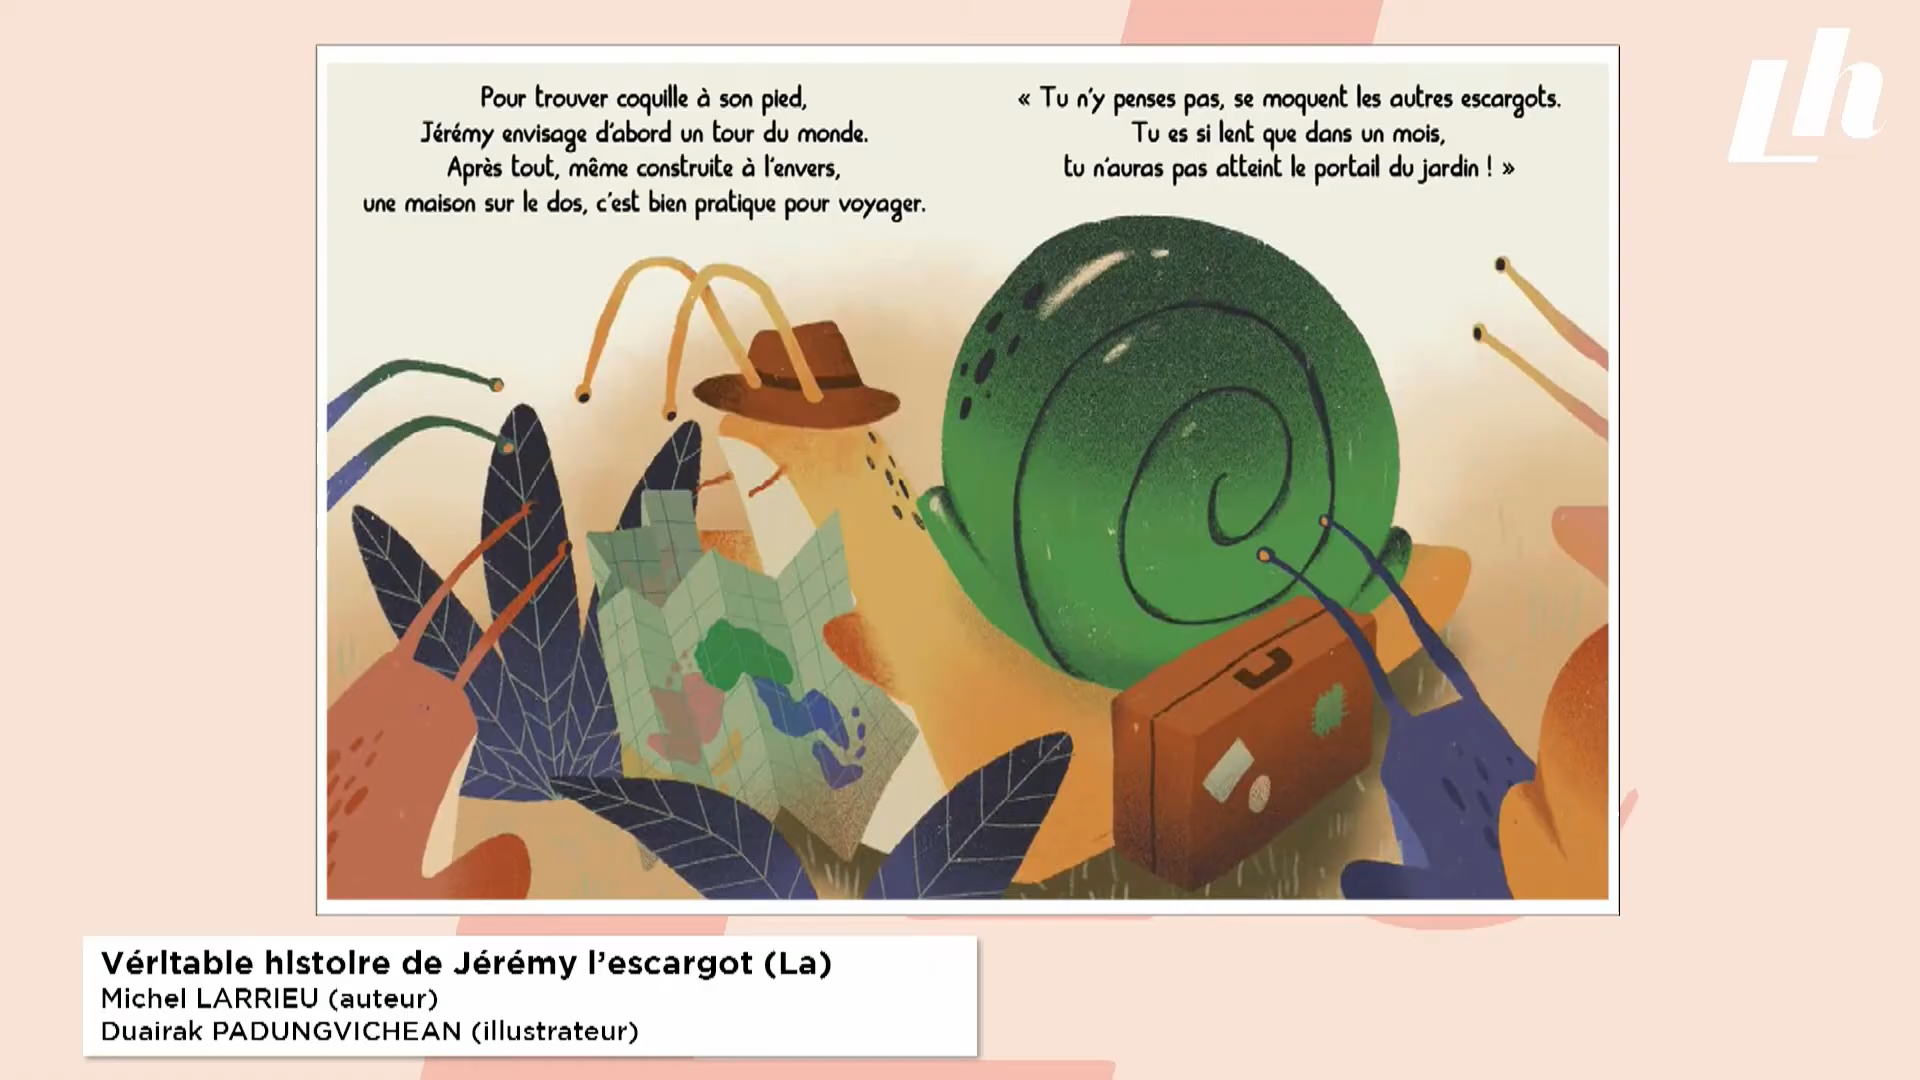 Pour trouver coquille à son pied,
Jérémy envisage d'abord un tour du monde.
Après tout, même construite à l'envers,
une maison sur le dos, c'est bien pratique pour voyager.
« Tu n'y penses pas, se moquent les autres escargots.
Tu es si lent que dans un mois,
tu n'auras pas atteint le portail du jardin ! »
Lh
Véritable histoire de Jérémy l'escargot (La)
Michel LARRIEU (auteur)
Duairak PADUNGVICHEAN (illustrateur)